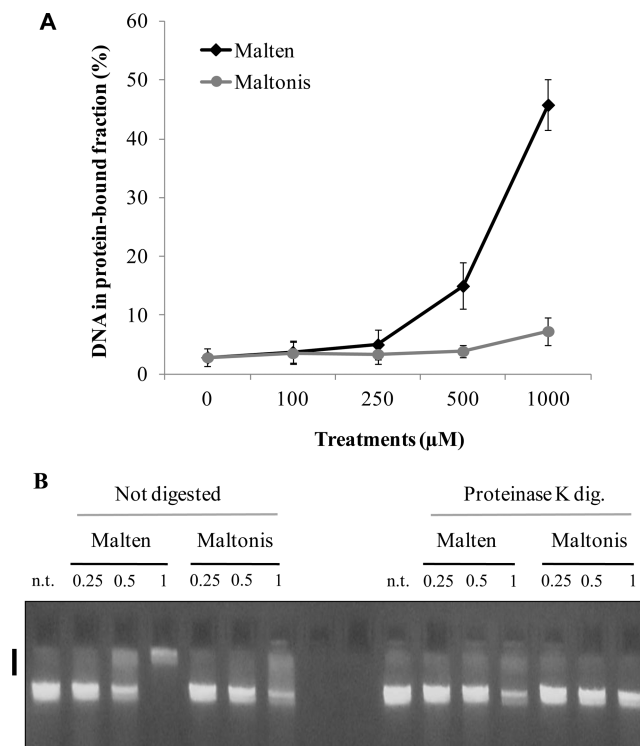 A
60
50
40
30
20
10
0
DNA in protein-bound fraction (%)
Malten
Maltonis
0 100 250 500 1000
Treatments (µM)
B
Not digested Proteinase K dig.
Malten Maltonis Malten Maltonis
n.t. 0.25 0.5 1 0.25 0.5 1 n.t. 0.25 0.5 1 0.25 0.5 1